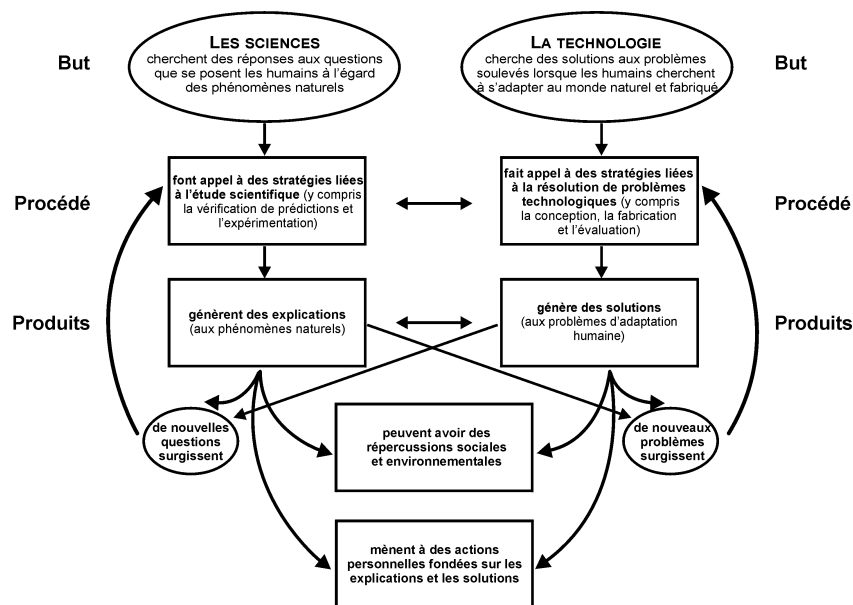 But
LES SCIENCES
cherchent des réponses aux questions
que se posent les humains à l'égard
des phénomènes naturels
LA TECHNOLOGIE
cherche des solutions aux problèmes
soulevés lorsque les humains cherchent
à s'adapter au monde naturel et fabriqué
But
Procédé
font appel à des stratégies liées
à l'étude scientifique (y compris
la vérification de prédictions et
l'expérimentation)
fait appel à des stratégies liées
à la résolution de problèmes
technologiques (y compris
la conception, la fabrication
et l'évaluation)
Procédé
Produits
génèrent des explications
(aux phénomènes naturels)
génère des solutions
(aux problèmes d'adaptation
humaine)
Produits
de nouvelles
questions
surgissent
peuvent avoir des
répercussions sociales
et environnementales
de nouveaux
problèmes
surgissent
mènent à des actions
personnelles fondées sur les
explications et les solutions